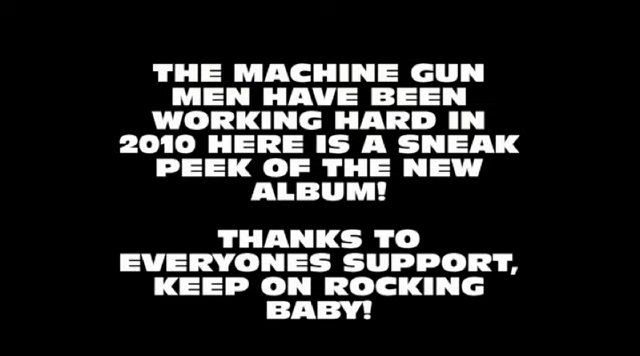 THE MACHINE GUN
MEN HAVE BEEN
WORKING HARD IN
2010 HERE IS A SNEAK
PEEK OF THE NEW
ALBUM!
THANKS TO
EVERYONES SUPPORT,
KEEP ON ROCKING
BABY!